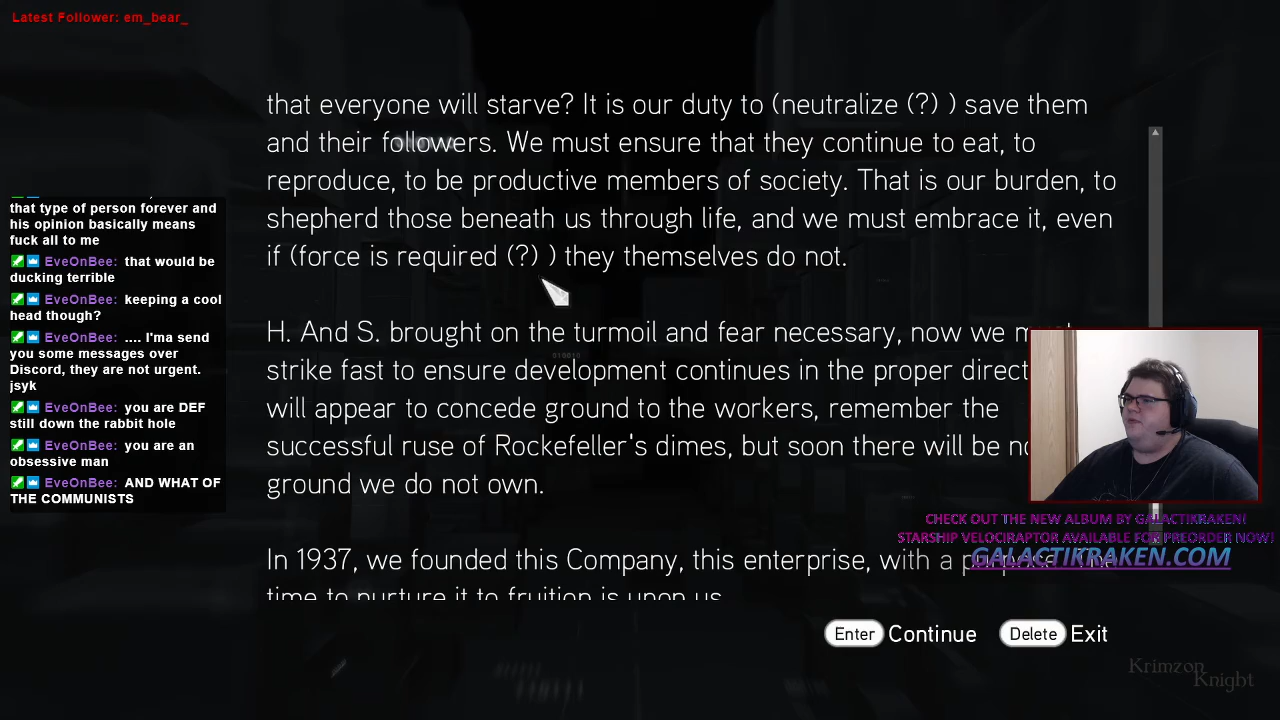 Latest Follower: em_bear_
that everyone will starve? It is our duty to (neutralize (?) ) save them
and their followers. We must ensure that they continue to eat, to
reproduce, to be productive members of society. That is our burden, to
shepherd those beneath us through life, and we must embrace it, even
if (force is required (?) ) they themselves do not.
H. And S. brought on the turmoil and fear necessary, now we
strike fast to ensure development continues in the proper
will appear to concede ground to the workers, remember the
successful ruse of Rockefeller's dimes, but soon there will be
ground we do not own.
In 1937, we founded this Company, this enterprise, with a
time to nurture it to fruition is upon us
that type of person forever and
his opinion basically means
fuck all to me
EveOnBee: that would be
ducking terrible
EveOnBee: keeping a cool
head though?
EveOnBee: .... I'ma send
you some messages over
Discord, they are not urgent.
jsyk
EveOnBee: you are DEF
still down the rabbit hole
EveOnBee: you are an
obsessive man
EveOnBee: AND WHAT OF
THE COMMUNISTS
CHECK OUT THE NEW ALBUM BY GALACTIKRAKEN!
STARSHIP VELOCIRAPTOR AVAILABLE FOR PREORDER NOW!
GALACTIKRAKEN.COM
Enter Continue Delete Exit
Krimzon
Knight